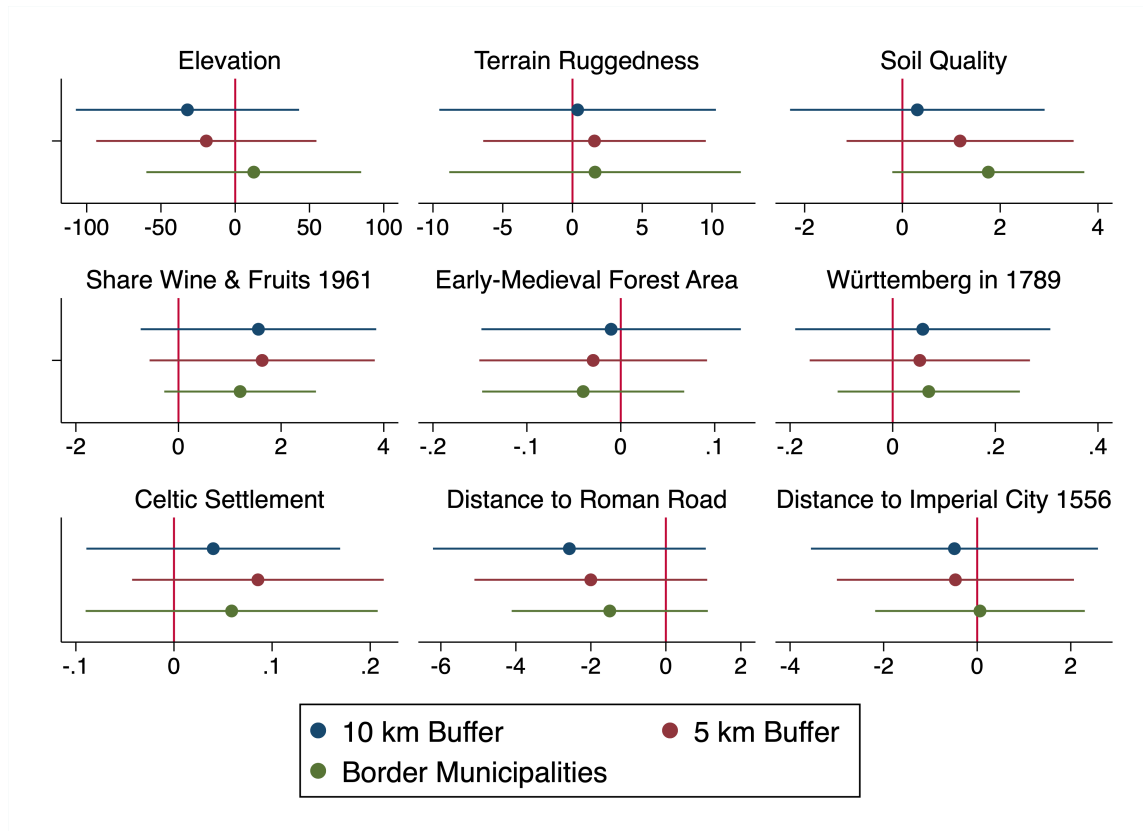 Elevation Terrain Ruggedness Soil Quality
-100 -50 0 50 100 -10 -5 0 5 10 -2 0 2 4
Share Wine & Fruits 1961 Early-Medieval Forest Area Württemberg in 1789
-2 0 2 4 -.2 -.1 0 .1 -.2 0 .2 .4
Celtic Settlement Distance to Roman Road Distance to Imperial City 1556
-.1 0 .1 .2 -6 -4 -2 0 2 -4 -2 0 2
10 km Buffer 5 km Buffer
Border Municipalities